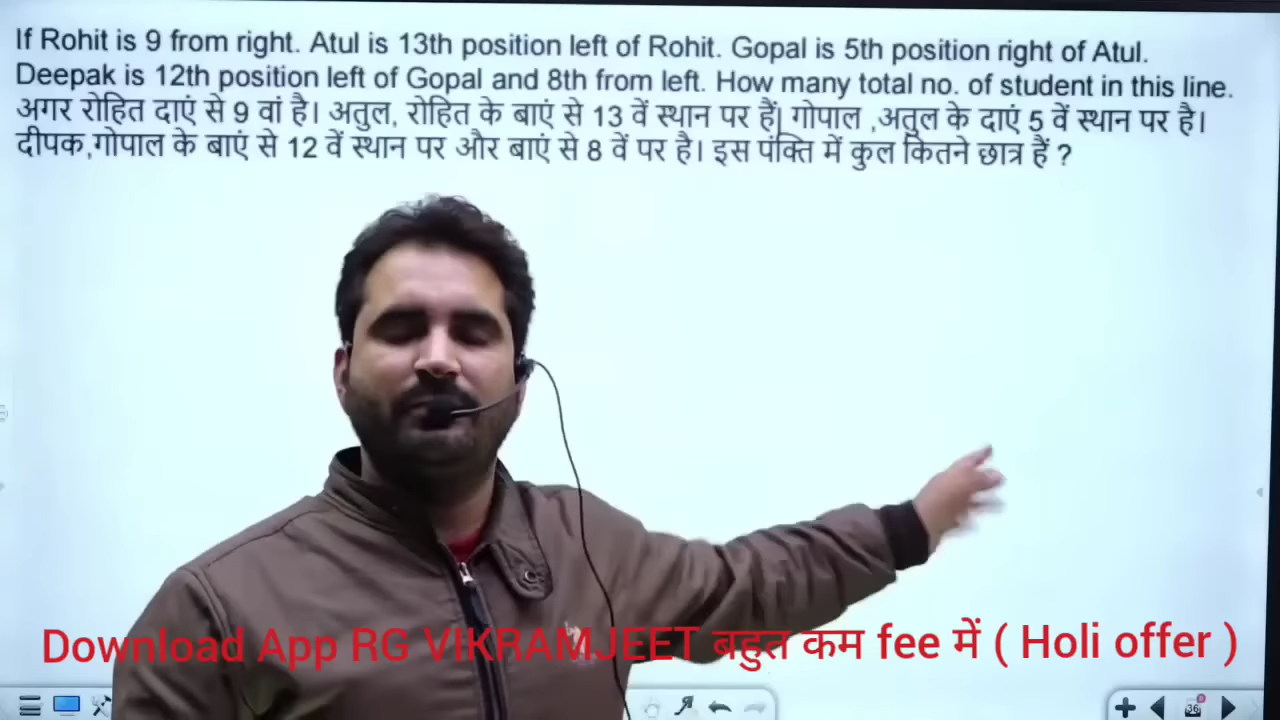 If Rohit is 9 from right. Atul is 13th position left of Rohit. Gopal is 5th position right of Atul.
Deepak is 12th position left of Gopal and 8th from left. How many total no. of student in this line.
अगर रोहित दाएं से 9 वां है। अतुल, रोहित के बाएं से 13 वें स्थान पर हैं| गोपाल ,अतुल के दाएं 5 वें स्थान पर है।
दीपक,गोपाल के बाएं से 12 वें स्थान पर और बाएं से 8 वें पर है। इस पंक्ति में कुल कितने छात्र हैं ?
Download App RG VIKRAMJEET बहुत कम fee में ( Holi offer )
36